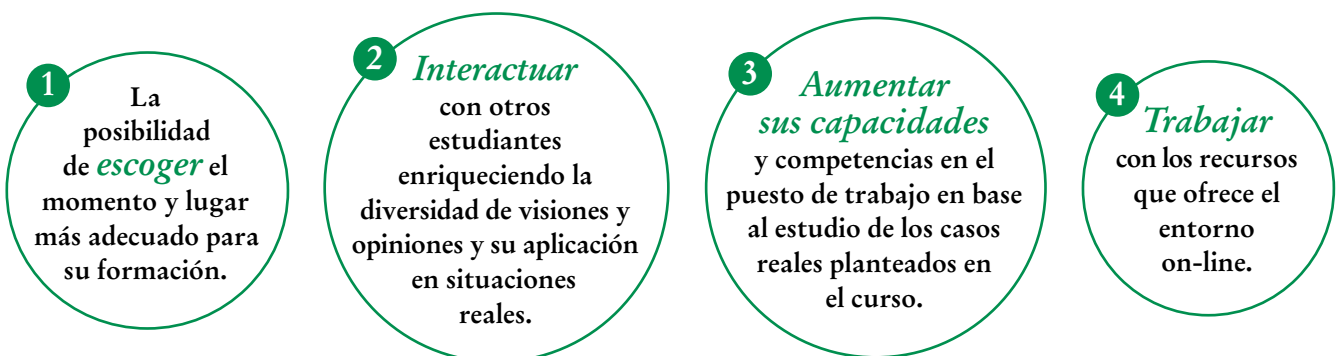 1
La
posibilidad
de escoger el
momento y lugar
más adecuado para
su formación.
2
Interactuar
con otros
estudiantes
enriqueciendo la
diversidad de visiones y
opiniones y su aplicación
en situaciones
reales.
3
Aumentar
sus capacidades
y competencias en el
puesto de trabajo en base
al estudio de los casos
reales planteados en
el curso.
4
Trabajar
con los recursos
que ofrece el
entorno
on-line.